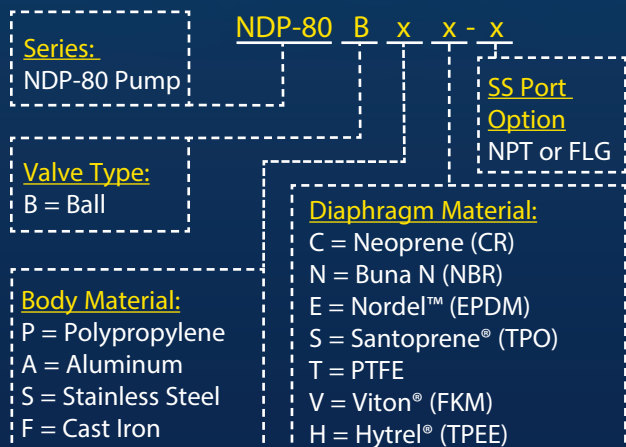 NDP-80 B x x - x
Series:
NDP-80 Pump
SS Port
Option
NPT or FLG
Valve Type:
B = Ball
Body Material:
P = Polypropylene
A = Aluminum
S = Stainless Steel
F = Cast Iron
Diaphragm Material:
C = Neoprene (CR)
N = Buna N (NBR)
E = Nordel™ (EPDM)
S = Santoprene® (TPO)
T = PTFE
V = Viton® (FKM)
H = Hytrel® (TPEE)